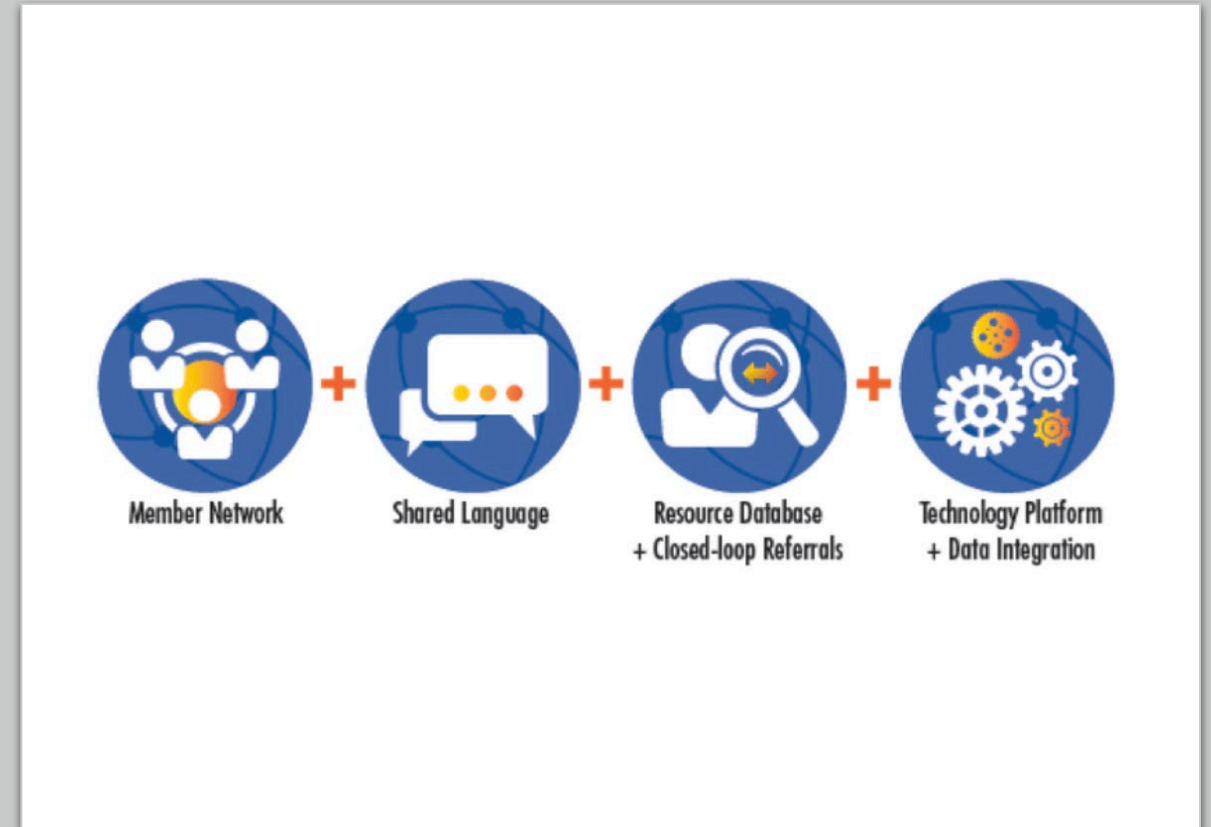 Member Network
Shared Language
Resource Database
+ Closed-loop Referrals
Technology Platform
+ Data Integration